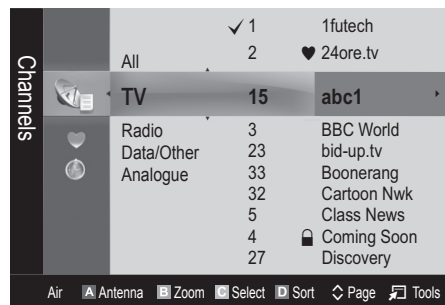 Channels
1 1futech
All 2 24ore.tv
TV 15 abc1
Radio 3 BBC World
Data/Other 23 bid-up.tv
Analogue 33 Boonerang
32 Cartoon Nwk
5 Class News
4 Coming Soon
27 Discovery
Air A Antenna B Zoom C Select D Sort Page Tools